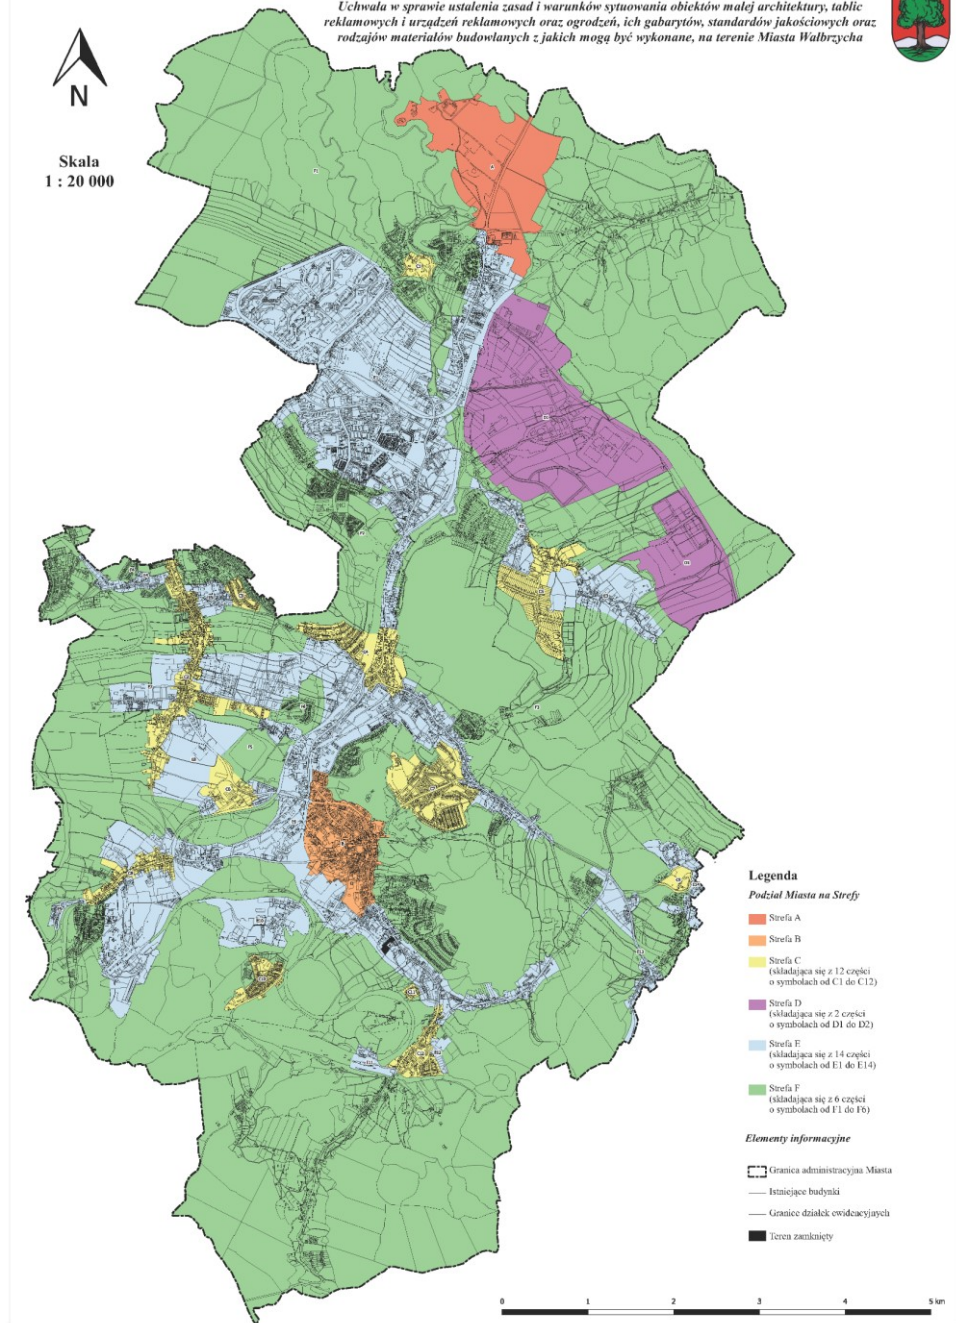 Uchwała w sprawie ustalenia zasad i warunków sytuowania obiektów małej architektury, tablic
reklamowych i urządzeń reklamowych oraz ogrodzeń, ich gabarytów, standardów jakościowych oraz
rodzajów materiałów budowlanych z jakich mogą być wykonane, na terenie Miasta Wałbrzycha
N
Skala
1 : 20 000
Legenda
Podział Miasta na Strefy
Strefa A
Strefa B
Strefa C
(składająca się z 12 części
o symbolach od C1 do C12)
Strefa D
(składająca się z 2 części
o symbolach od D1 do D2)
Strefa E
(składająca się z 14 części
o symbolach od E1 do E14)
Strefa F
(składająca się z 6 części
o symbolach od F1 do F6)
Elementy informacyjne
Granica administracyjna Miasta
Istniejące budynki
Granice działek ewidencyjnych
Teren zamknięty
0 1 2 3 4 5 km